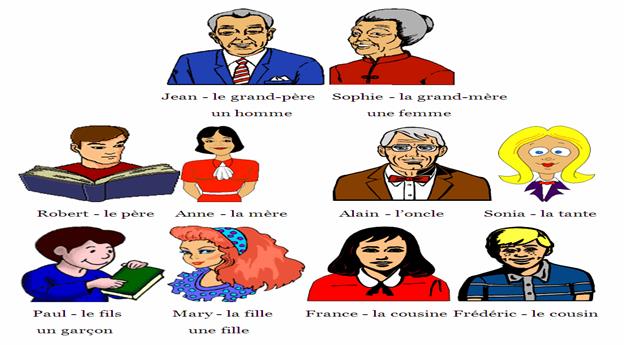 Jean - le grand-père Sophie - la grand-mère
un homme une femme
Robert - le père Anne - la mère Alain - l'oncle Sonia - la tante
Paul - le fils Mary - la fille France - la cousine Frédéric - le cousin
un garçon une fille